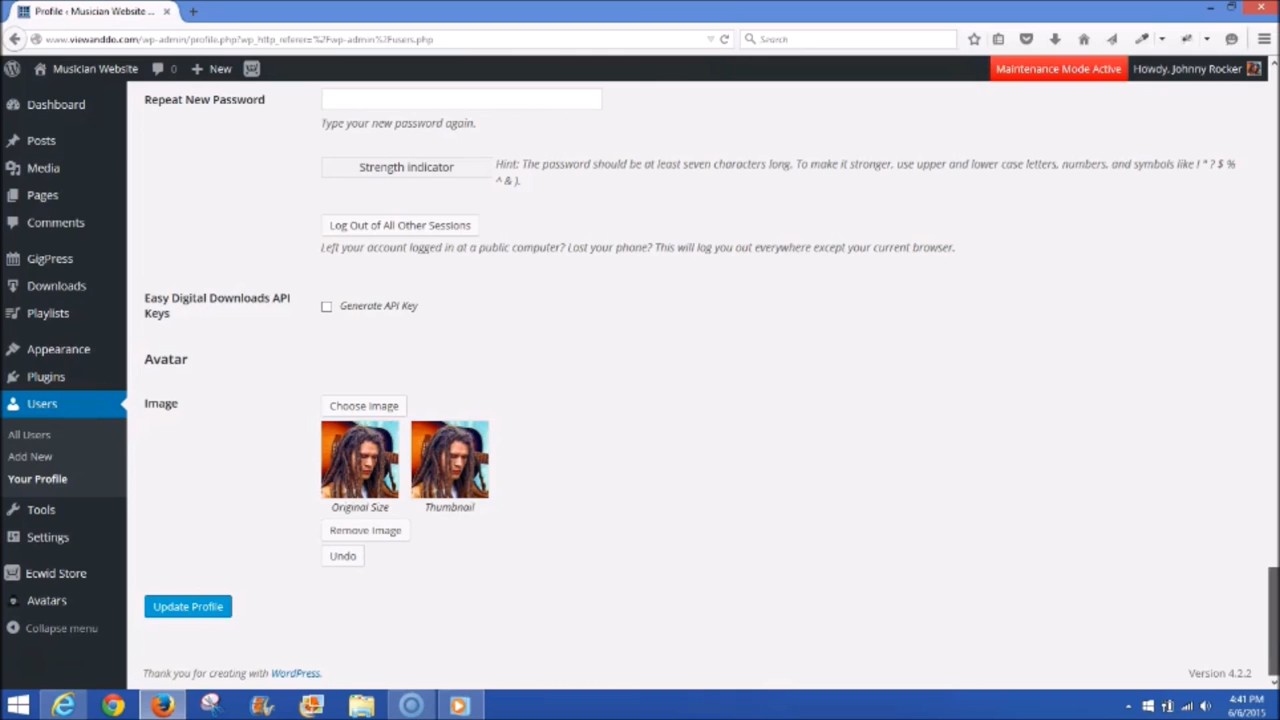 Profile ‹ Musician Website ...
www.viewanddo.com/wp-admin/profile.php?wp_http_referer=%2Fwp-admin%2Fusers.php
Search
Musician Website
0
New
Maintenance Mode Active
Howdy, Johnny Rocker
Dashboard
Posts
Media
Pages
Comments
GigPress
Downloads
Playlists
Appearance
Plugins
Users
All Users
Add New
Your Profile
Tools
Settings
Ecwid Store
Avatars
Collapse menu
Repeat New Password
Type your new password again.
Strength indicator
Hint: The password should be at least seven characters long. To make it stronger, use upper and lower case letters, numbers, and symbols like ! " ? $ %
^ & ).
Log Out of All Other Sessions
Left your account logged in at a public computer? Lost your phone? This will log you out everywhere except your current browser.
Easy Digital Downloads API
Keys
Generate API Key
Avatar
Image
Choose Image
Original Size
Thumbnail
Remove Image
Undo
Update Profile
Thank you for creating with WordPress.
Version 4.2.2
4:41 PM
6/6/2015